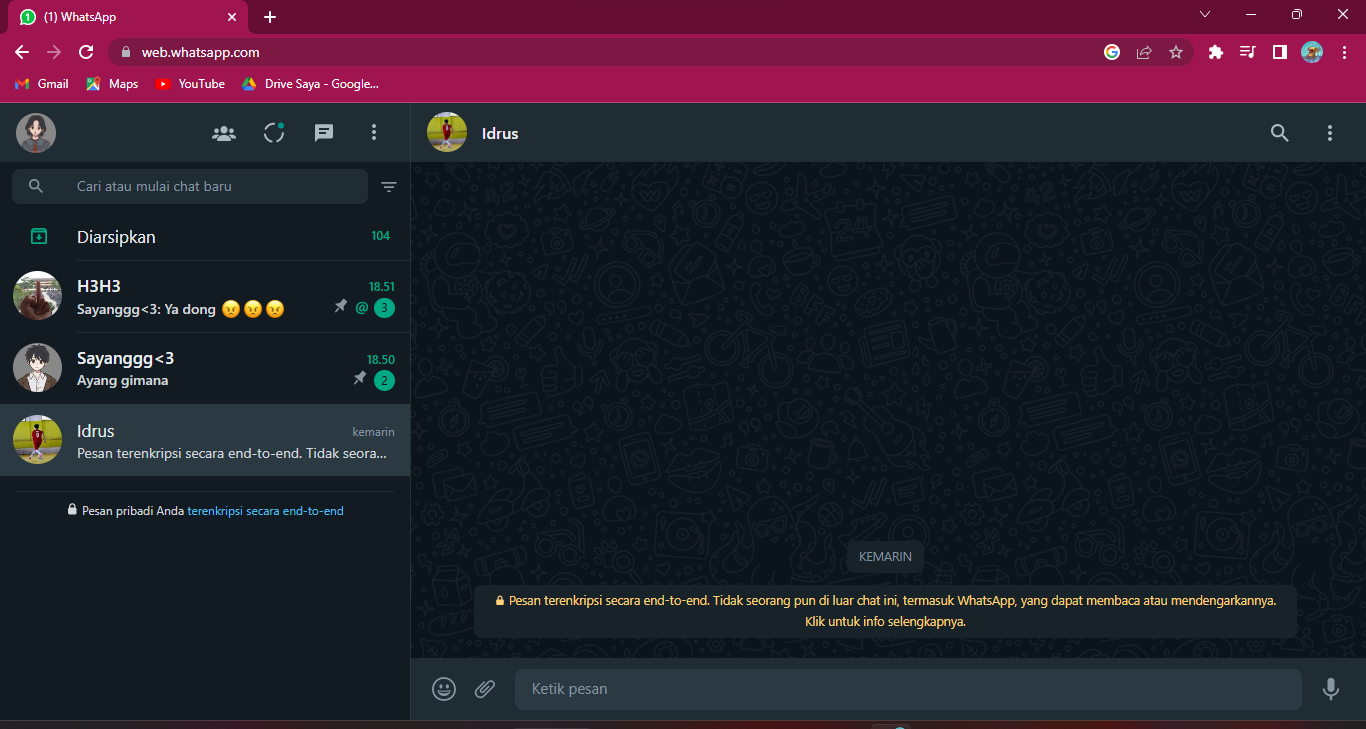 (1) WhatsApp
web.whatsapp.com
Gmail
Maps
YouTube
Drive Saya - Google...
Idrus
Cari atau mulai chat baru
Diarsipkan
104
H3H3
18.51
Sayanggg<3: Ya dong 😠😠😠
@
3
Sayanggg<3
18.50
Ayang gimana
2
Idrus
kemarin
Pesan terenkripsi secara end-to-end. Tidak seora...
Pesan pribadi Anda terenkripsi secara end-to-end
KEMARIN
Pesan terenkripsi secara end-to-end. Tidak seorang pun di luar chat ini, termasuk WhatsApp, yang dapat membaca atau mendengarkannya.
Klik untuk info selengkapnya.
Ketik pesan